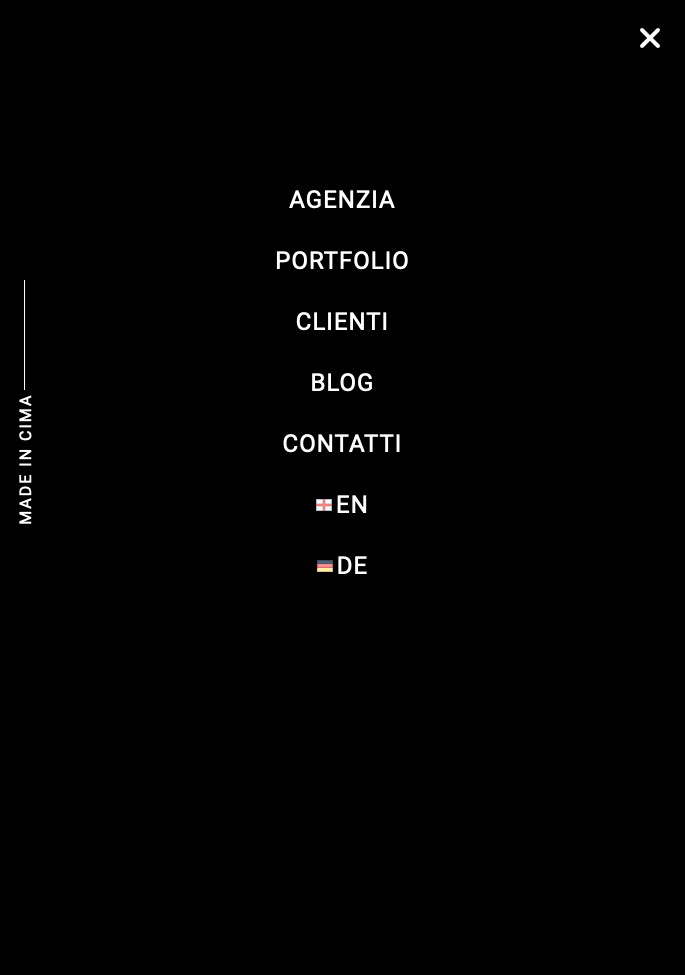 AGENZIA
PORTFOLIO
CLIENTI
BLOG
CONTATTI
EN
DE
MADE IN CIMA